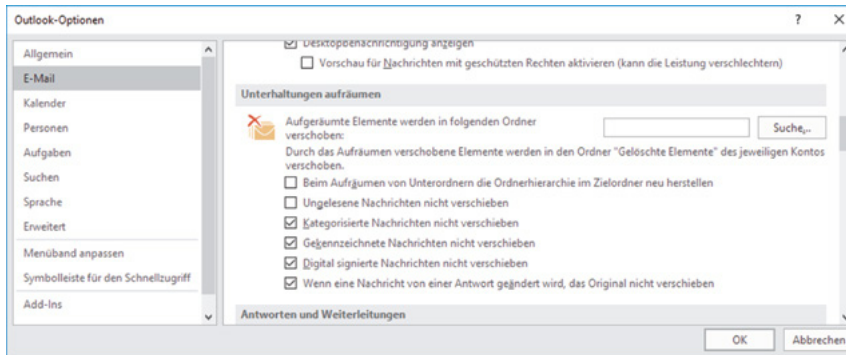 Outlook-Optionen
Allgemein
E-Mail
Kalender
Personen
Aufgaben
Suchen
Sprache
Erweitert
Menüband anpassen
Symbolleiste für den Schnellzugriff
Add-Ins
Desktopbenachrichtigung anzeigen
Vorschau für Nachrichten mit geschützten Rechten aktivieren (kann die Leistung verschlechtern)
Unterhaltungen aufräumen
Aufgeräumte Elemente werden in folgenden Ordner
verschoben:
Suche...
Durch das Aufräumen verschobene Elemente werden in den Ordner "Gelöschte Elemente" des jeweiligen Kontos
verschoben.
Beim Aufräumen von Unterordnern die Ordnerhierarchie im Zielordner neu herstellen
Ungelesene Nachrichten nicht verschieben
Kategorisierte Nachrichten nicht verschieben
Gekennzeichnete Nachrichten nicht verschieben
Digital signierte Nachrichten nicht verschieben
Wenn eine Nachricht von einer Antwort geändert wird, das Original nicht verschieben
Antworten und Weiterleitungen
OK
Abbrechen